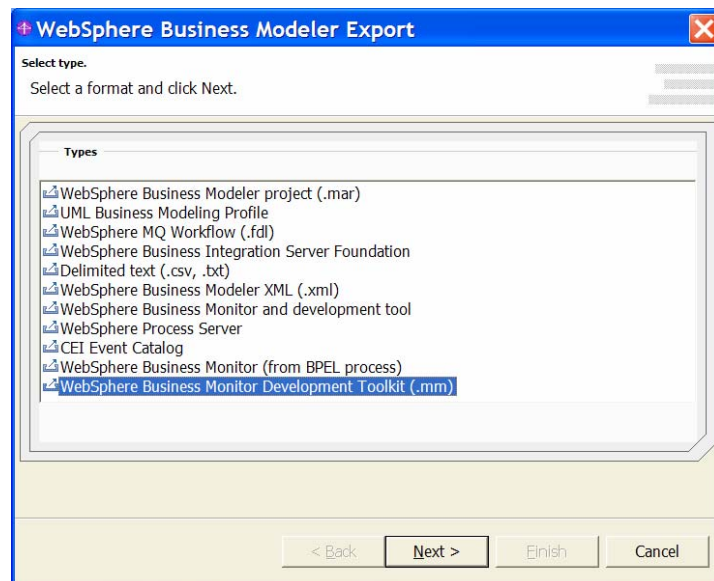 WebSphere Business Modeler Export
Select type.
Select a format and click Next.
Types
WebSphere Business Modeler project (.mar)
UML Business Modeling Profile
WebSphere MQ Workflow (.fdl)
WebSphere Business Integration Server Foundation
Delimited text (.csv, .txt)
WebSphere Business Modeler XML (.xml)
WebSphere Business Monitor and development tool
WebSphere Process Server
CEI Event Catalog
WebSphere Business Monitor (from BPEL process)
WebSphere Business Monitor Development Toolkit (.mm)
< Back Next > Finish Cancel